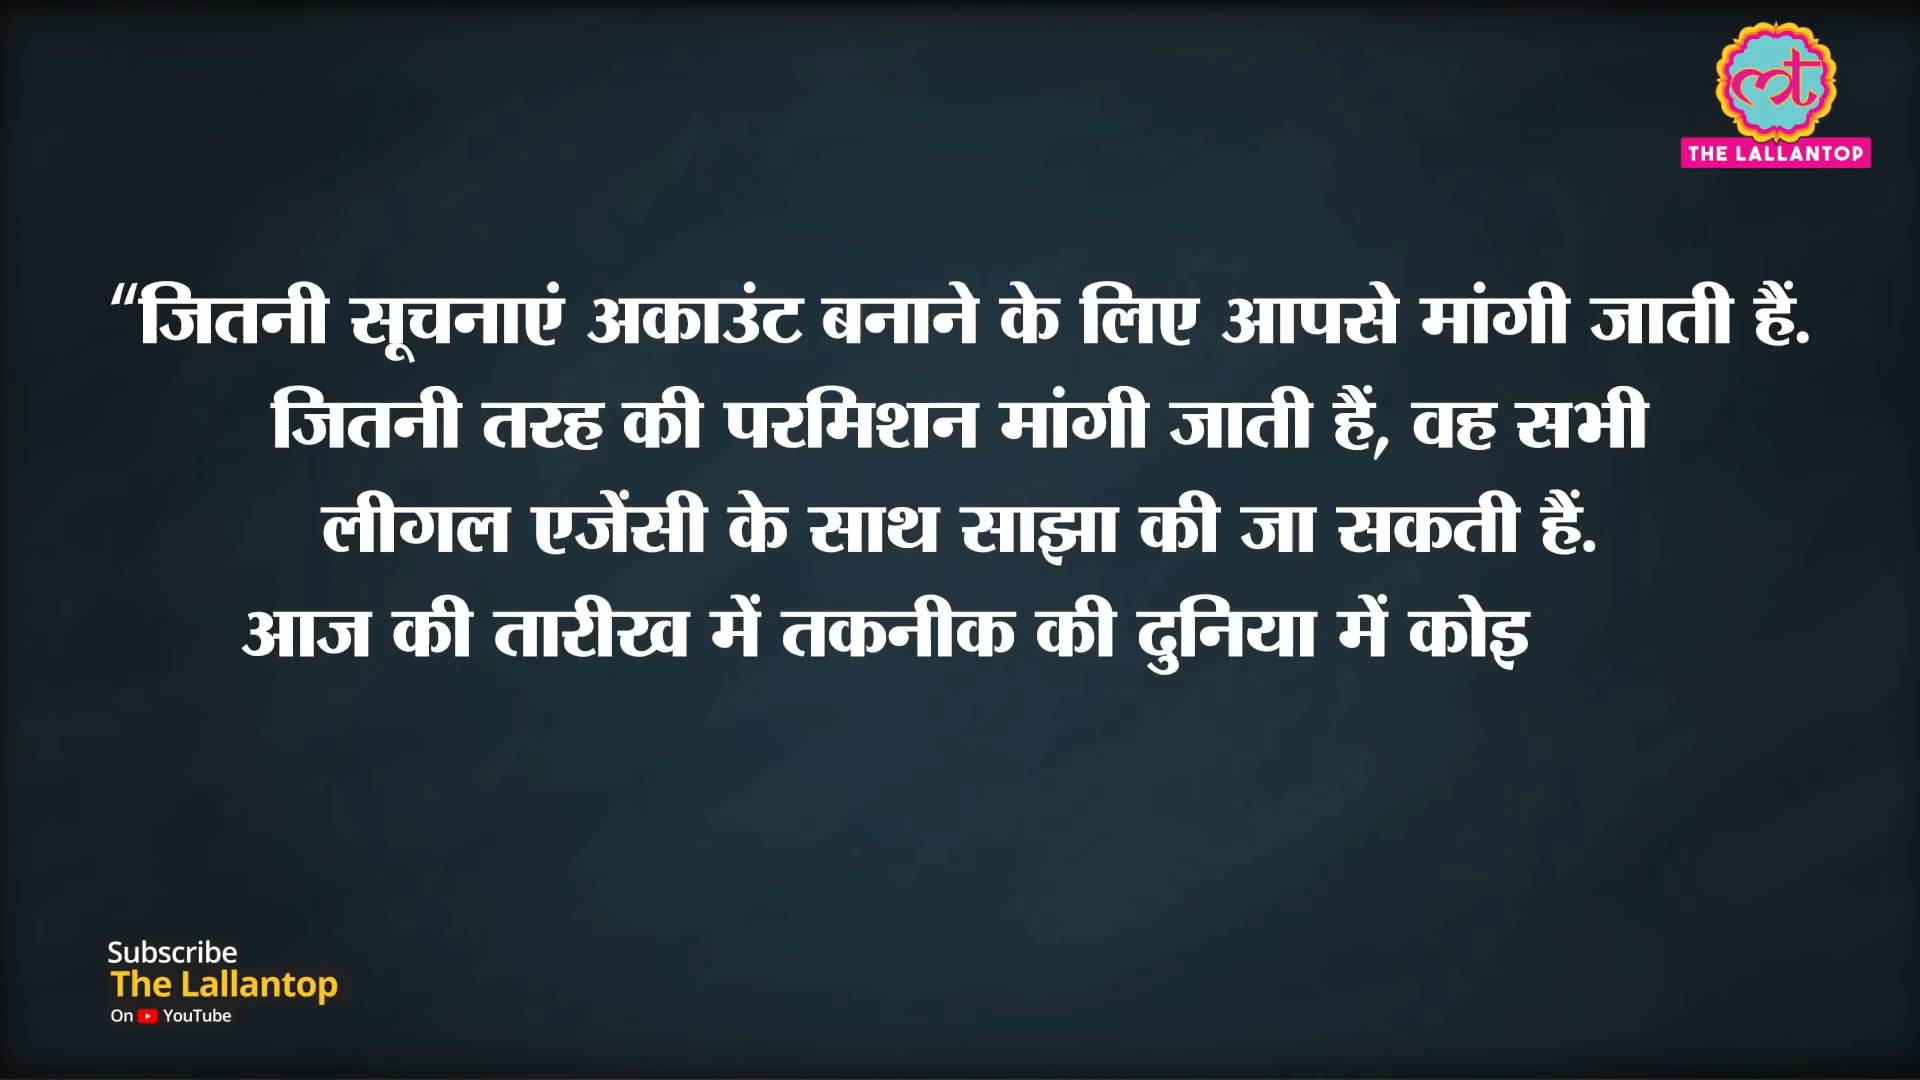 THE LALLANTOP
“जितनी सूचनाएं अकाउंट बनाने के लिए आपसे मांगी जाती हैं.
जितनी तरह की परमिशन मांगी जाती हैं, वह सभी
लीगल एजेंसी के साथ साझा की जा सकती हैं.
आज की तारीख में तकनीक की दुनिया में कोइ
Subscribe
The Lallantop
On YouTube